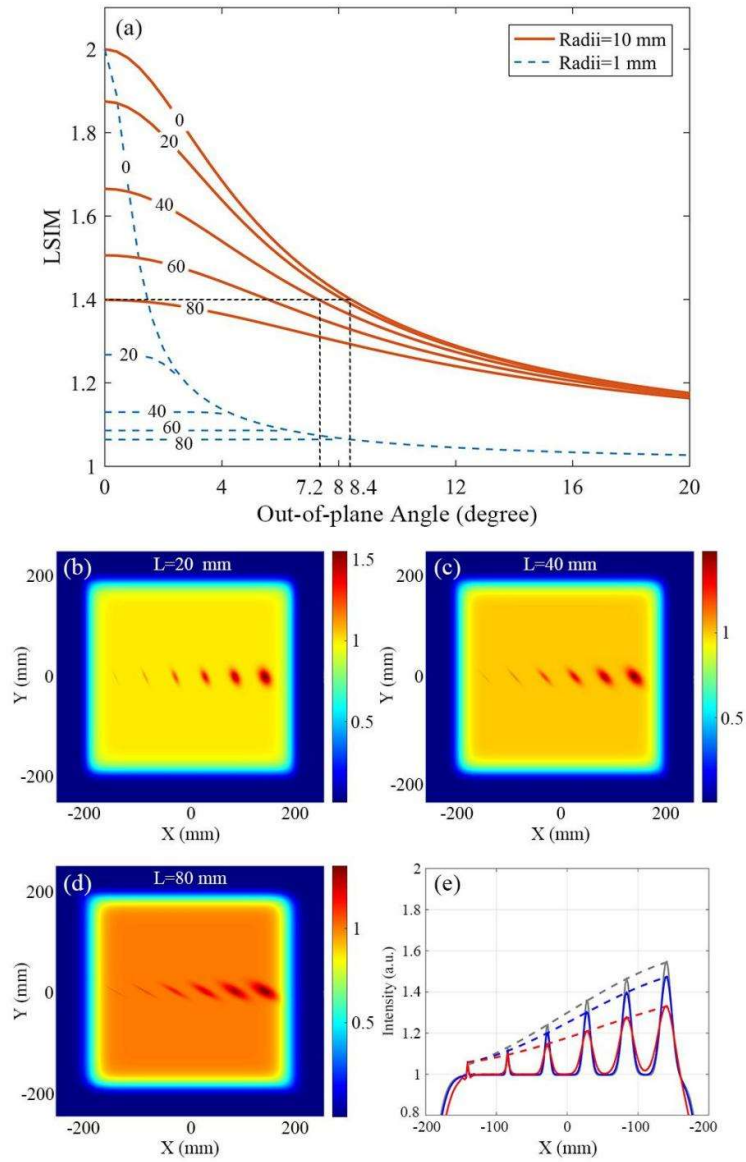 (a)
Radii=10 mm
Radii=1 mm
2
1.8
1.6
1.4
1.2
1
LSIM
0
20
40
60
80
0
20
40
60
80
0 4 7.2 8 8.4 12 16 20
Out-of-plane Angle (degree)
(b) L=20 mm
200
0
-200
Y (mm)
-200 0 200
X (mm)
1.5
1
0.5
(c) L=40 mm
200
0
-200
Y (mm)
-200 0 200
X (mm)
1
0.5
(d) L=80 mm
200
0
-200
Y (mm)
-200 0 200
X (mm)
1
0.5
(e)
2
1.8
1.6
1.4
1.2
1
0.8
Intensity (a.u.)
-200 -100 0 -100 -200
X (mm)